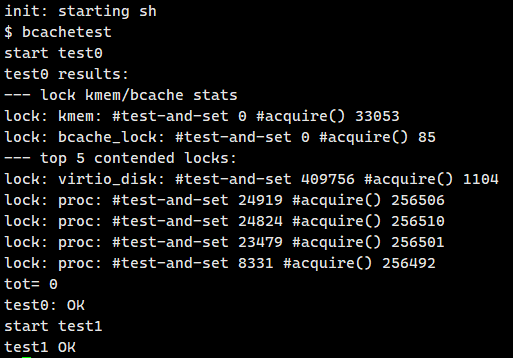 init: starting sh
$ bcachetest
start test0
test0 results:
--- lock kmem/bcache stats
lock: kmem: #test-and-set 0 #acquire() 33053
lock: bcache_lock: #test-and-set 0 #acquire() 85
--- top 5 contended locks:
lock: virtio_disk: #test-and-set 409756 #acquire() 1104
lock: proc: #test-and-set 24919 #acquire() 256506
lock: proc: #test-and-set 24824 #acquire() 256510
lock: proc: #test-and-set 23479 #acquire() 256501
lock: proc: #test-and-set 8331 #acquire() 256492
tot= 0
test0: OK
start test1
test1 OK